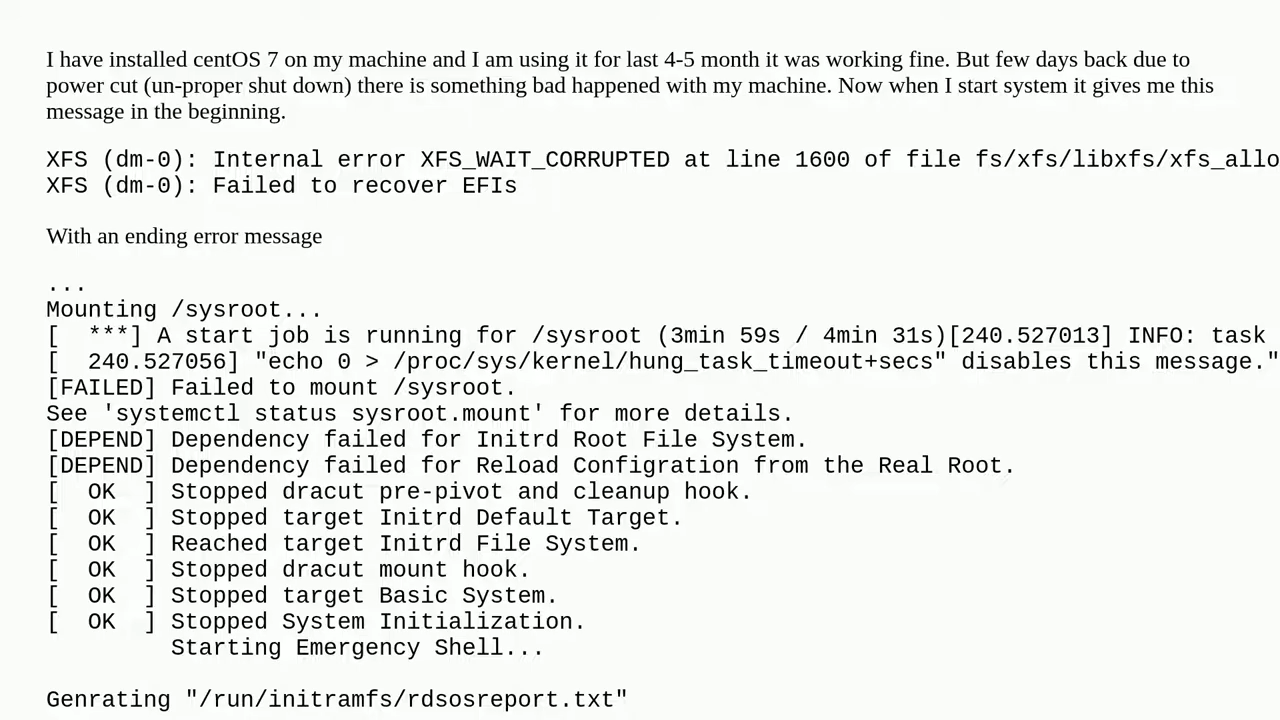 I have installed centOS 7 on my machine and I am using it for last 4-5 month it was working fine. But few days back due to
power cut (un-proper shut down) there is something bad happened with my machine. Now when I start system it gives me this
message in the beginning.
XFS (dm-0): Internal error XFS_WAIT_CORRUPTED at line 1600 of file fs/xfs/libxfs/xfs_allo
XFS (dm-0): Failed to recover EFIs
With an ending error message
...
Mounting /sysroot...
[  ***] A start job is running for /sysroot (3min 59s / 4min 31s)[240.527013] INFO: task
[  240.527056] "echo 0 > /proc/sys/kernel/hung_task_timeout+secs" disables this message."
[FAILED] Failed to mount /sysroot.
See 'systemctl status sysroot.mount' for more details.
[DEPEND] Dependency failed for Initrd Root File System.
[DEPEND] Dependency failed for Reload Configration from the Real Root.
[  OK  ] Stopped dracut pre-pivot and cleanup hook.
[  OK  ] Stopped target Initrd Default Target.
[  OK  ] Reached target Initrd File System.
[  OK  ] Stopped dracut mount hook.
[  OK  ] Stopped target Basic System.
[  OK  ] Stopped System Initialization.
Starting Emergency Shell...
Genrating "/run/initramfs/rdsosreport.txt"